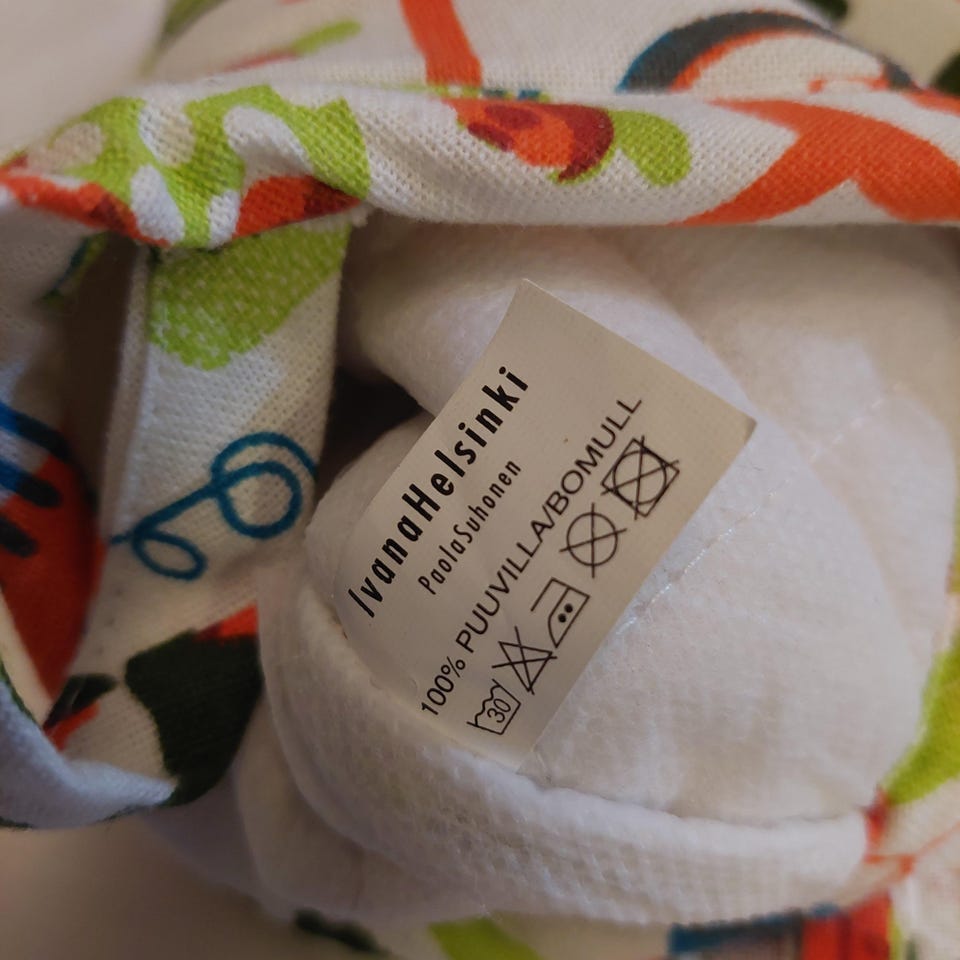 IvanaHelsinki
PaolaSuhonen
100% PUUVILLA/BOMULL
30